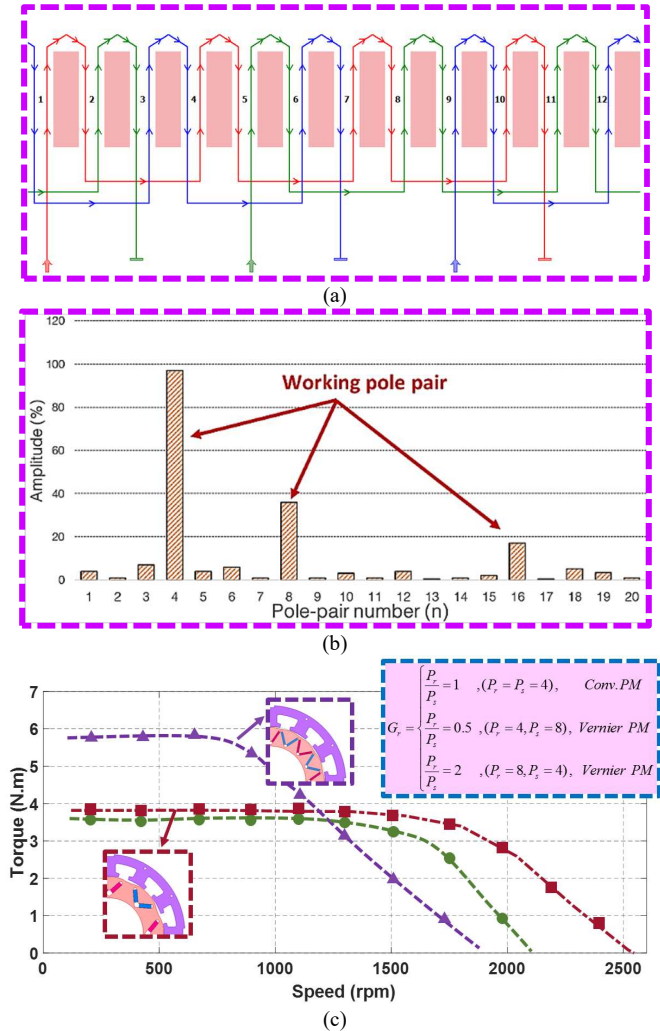 1 2 3 4 5 6 7 8 9 10 11 12
(a)
120
100
80
60
40
20
0
Amplitude (%)
Working pole pair
1 2 3 4 5 6 7 8 9 10 11 12 13 14 15 16 17 18 19 20
Pole-pair number (n)
(b)
7
6
5
4
3
2
1
0
Torque (N.m)
G_r = { P_r/P_s = 1 ,(P_r = P_s = 4), Conv.PM
P_r/P_s = 0.5 ,(P_r = 4, P_s = 8), Vernier PM
P_r/P_s = 2 ,(P_r = 8, P_s = 4), Vernier PM
0 500 1000 1500 2000 2500
Speed (rpm)
(c)